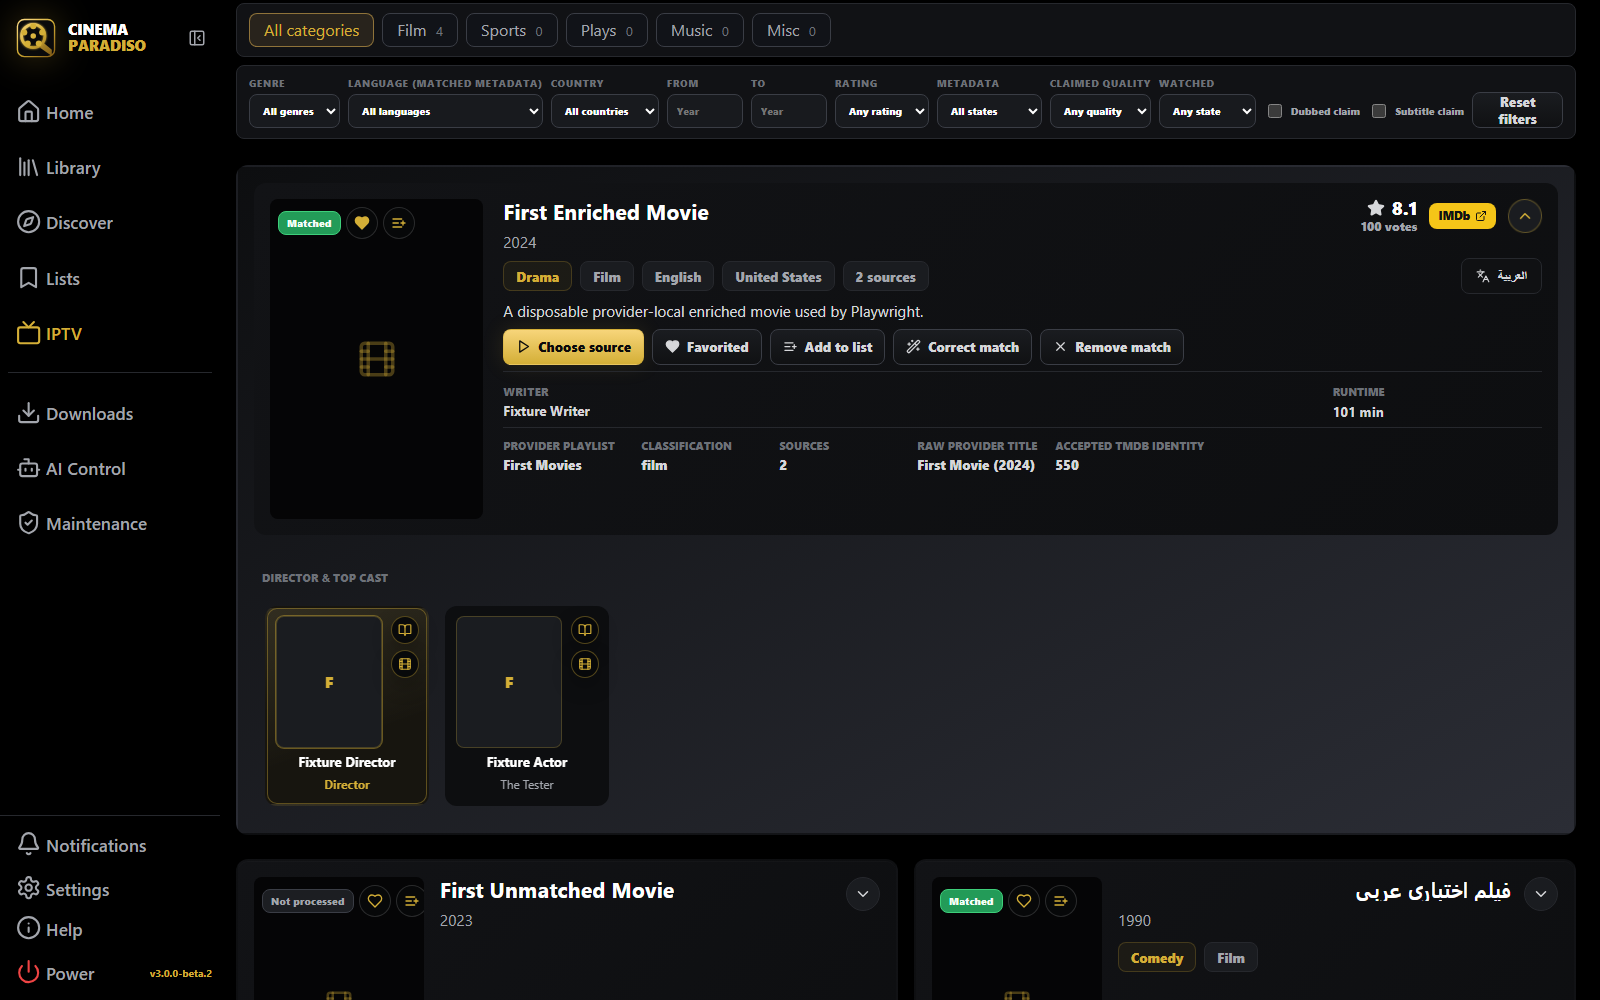 CINEMA
PARADISO
Home
Library
Discover
Lists
IPTV
Downloads
AI Control
Maintenance
Notifications
Settings
Help
Power v3.0.0-beta.2
All categories Film 4 Sports 0 Plays 0 Music 0 Misc 0
GENRE LANGUAGE (MATCHED METADATA) COUNTRY FROM TO RATING METADATA CLAIMED QUALITY WATCHED
All genres All languages All countries Year Year Any rating All states Any quality Any state Dubbed claim Subtitle claim Reset filters
Matched
First Enriched Movie
2024
8.1
100 votes
IMDb
Drama Film English United States 2 sources
العربية
A disposable provider-local enriched movie used by Playwright.
Choose source Favorited Add to list Correct match Remove match
WRITER RUNTIME
Fixture Writer 101 min
PROVIDER PLAYLIST CLASSIFICATION SOURCES RAW PROVIDER TITLE ACCEPTED TMDB IDENTITY
First Movies film 2 First Movie (2024) 550
DIRECTOR & TOP CAST
F
Fixture Director
Director
F
Fixture Actor
The Tester
Not processed
First Unmatched Movie
2023
Matched
فيلم اختباري عربي
1990
Comedy Film